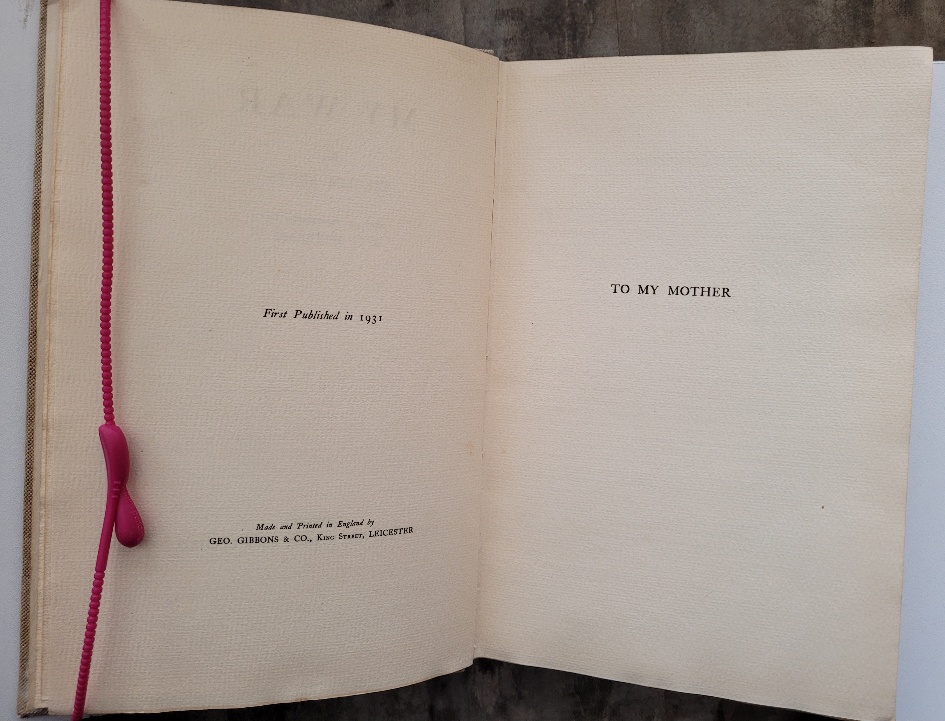 First Published in 1931
Made and Printed in England by
GEO. GIBBONS & CO., KING STREET, LEICESTER
TO MY MOTHER